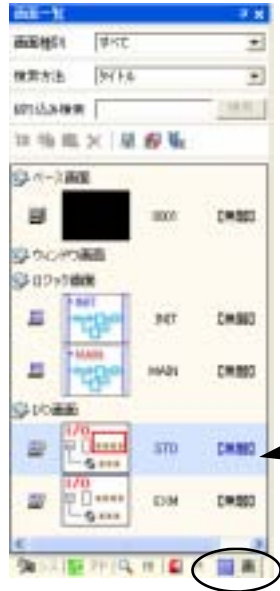 画面一覧
画面種別 すべて
検索方法 タイトル
絞り込み検索 検索
ベース画面
0001 [無題]
ウィンドウ画面
ロジック画面
* INIT
INIT [無題]
* MAIN
MAIN [無題]
I/O画面
I/O
STD [無題]
I/O
EXM [無題]
画